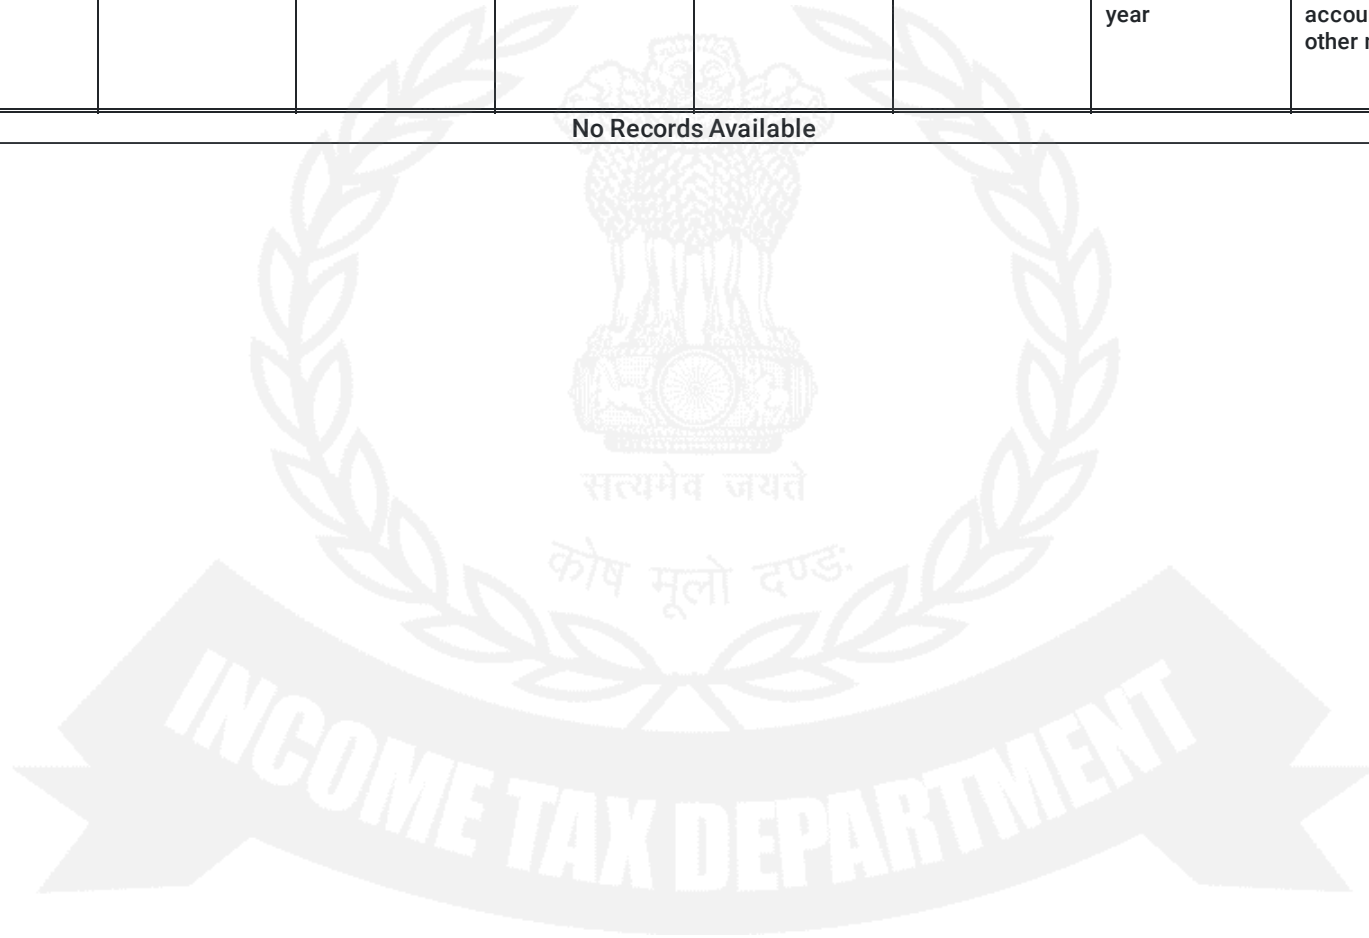 year
accou
other
No Records Available
सत्यमेव जयते
कोष मूलो दण्डः
INCOME TAX DEPARTMENT